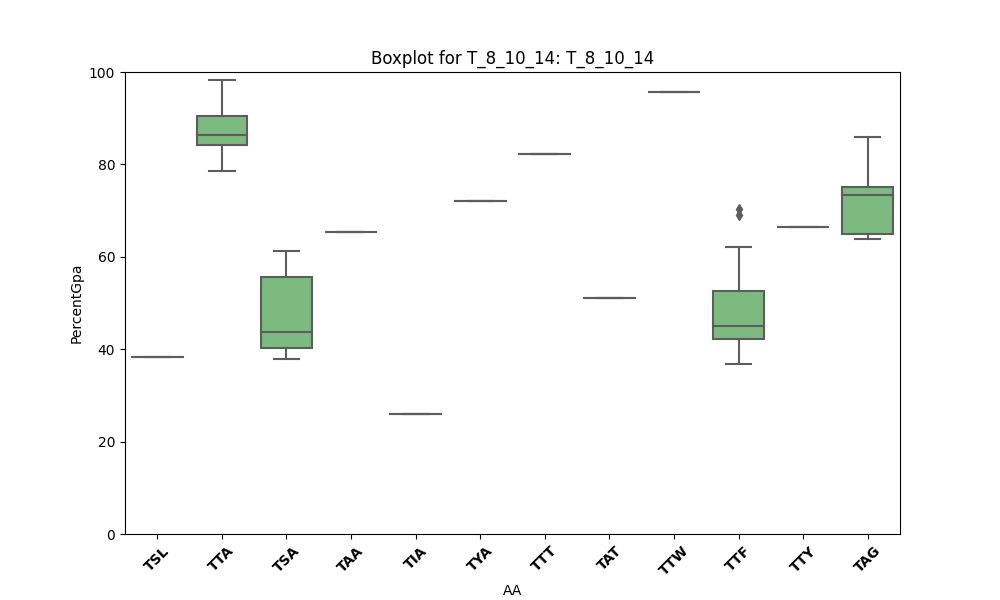 Boxplot for T_8_10_14: T_8_10_14
100
80
60
40
20
0
PercentGpa
TSL
TTA
TSA
TAA
TIA
TYA
TTT
TAT
TTW
TTF
TTY
TAG
AA